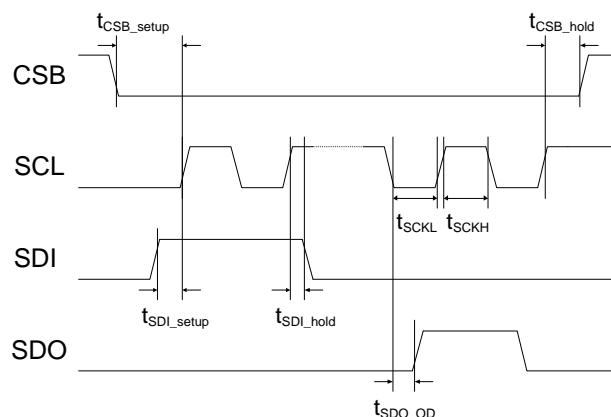 tCSB_setup
tCSB_hold
CSB
SCL
tSCKL
tSCKH
SDI
tSDI_setup
tSDI_hold
SDO
tSDO_OD